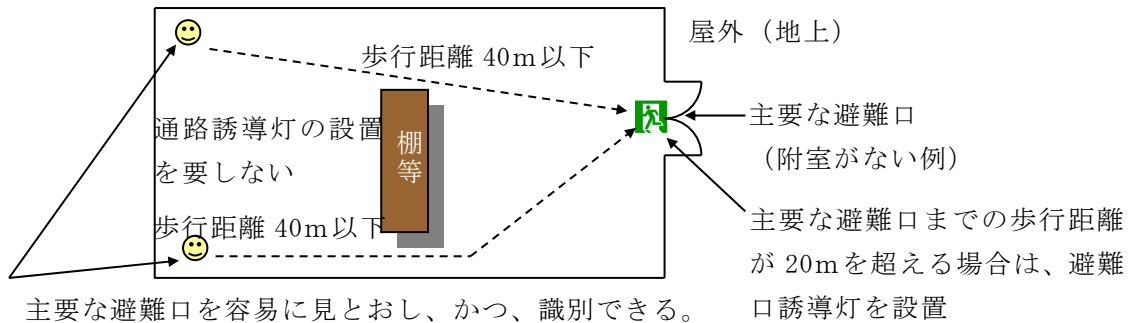 屋外（地上）
歩行距離 40ｍ以下
通路誘導灯の設置
を要しない
棚等
主要な避難口
（附室がない例）
歩行距離 40ｍ以下
主要な避難口までの歩行距離
が 20ｍを超える場合は、避難
口誘導灯を設置
主要な避難口を容易に見とおし、かつ、識別できる。